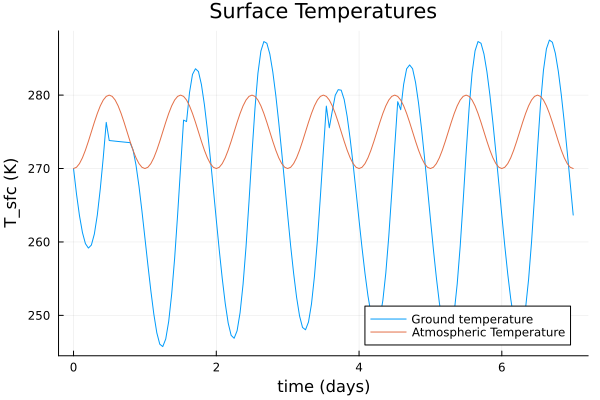 Surface Temperatures
T_sfc (K)
280
270
260
250
0
2
4
6
time (days)
Ground temperature
Atmospheric Temperature